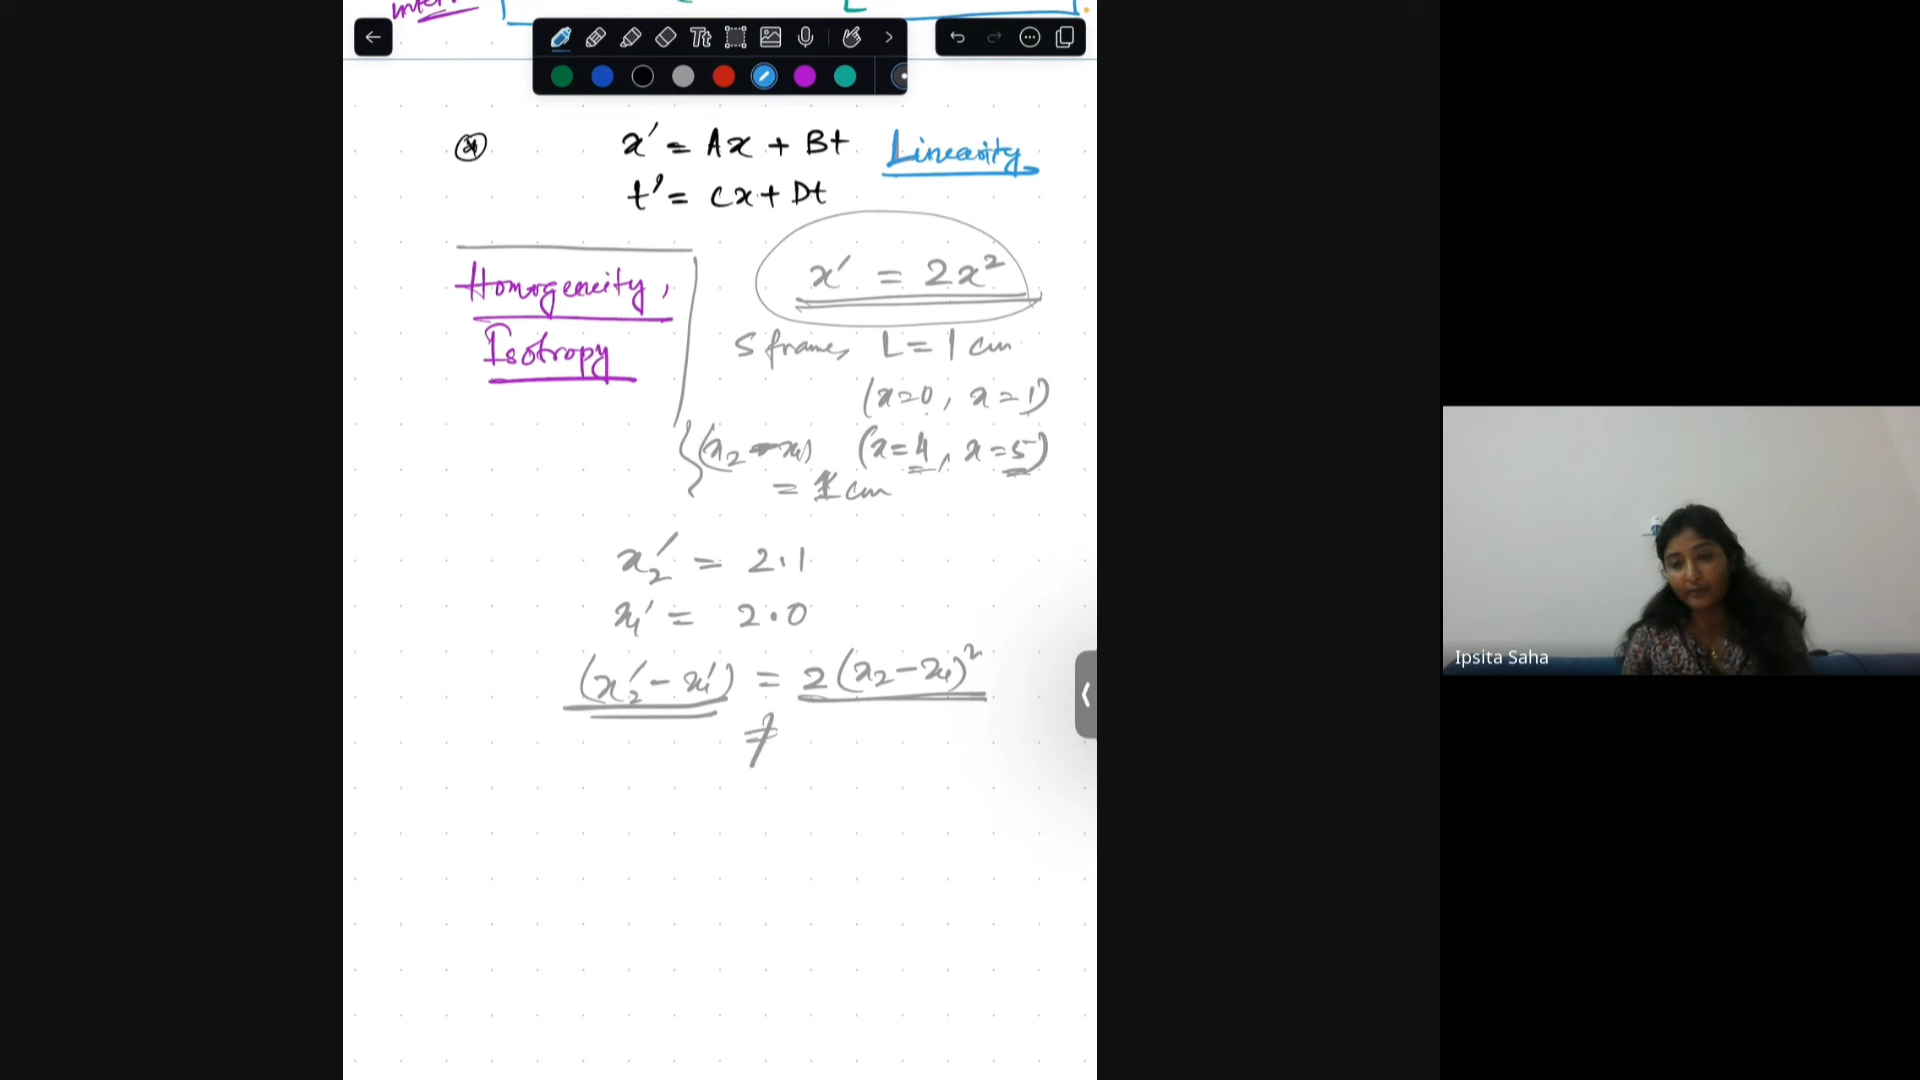 x′ = Ax + Bt Linearity
t′ = Cx + Dt
Homogeneity,
Isotropy
x′ = 2x²
S frame, L = 1 cm
(x=0, x=1)
(x₂ - x₁) (x=4, x=5)
= 1 cm
x₂′ = 2.1
x₁′ = 2.0
(x₂′ - x₁′) = 2(x₂ - x₁)²
≠
Tt
Ipsita Saha